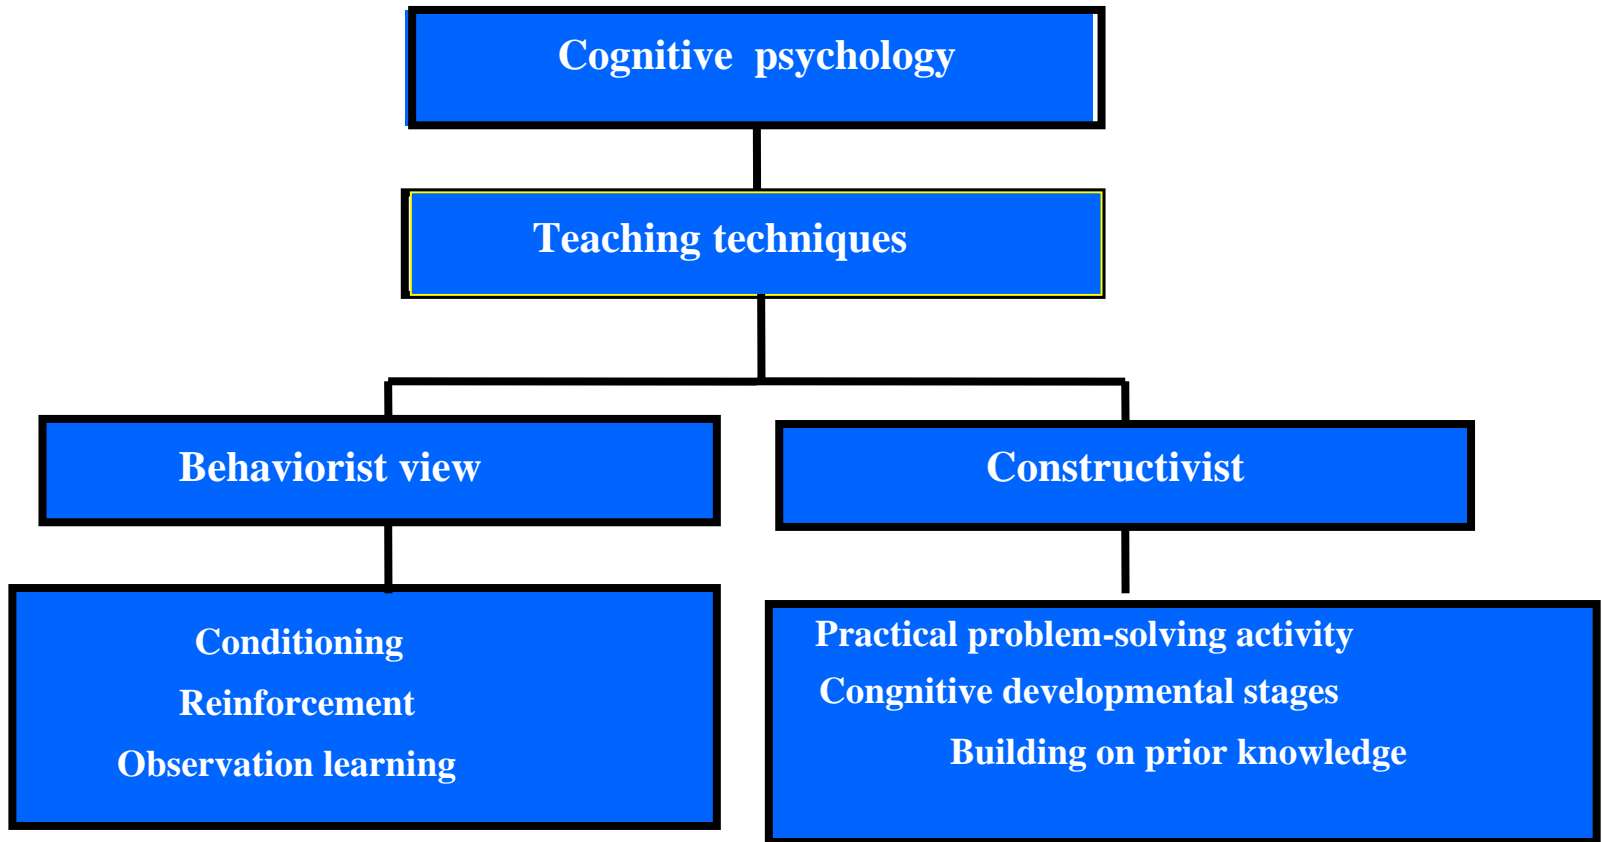 Cognitive psychology
Teaching techniques
Behaviorist view
Constructivist
Conditioning
Reinforcement
Observation learning
Practical problem-solving activity
Congnitive developmental stages
Building on prior knowledge